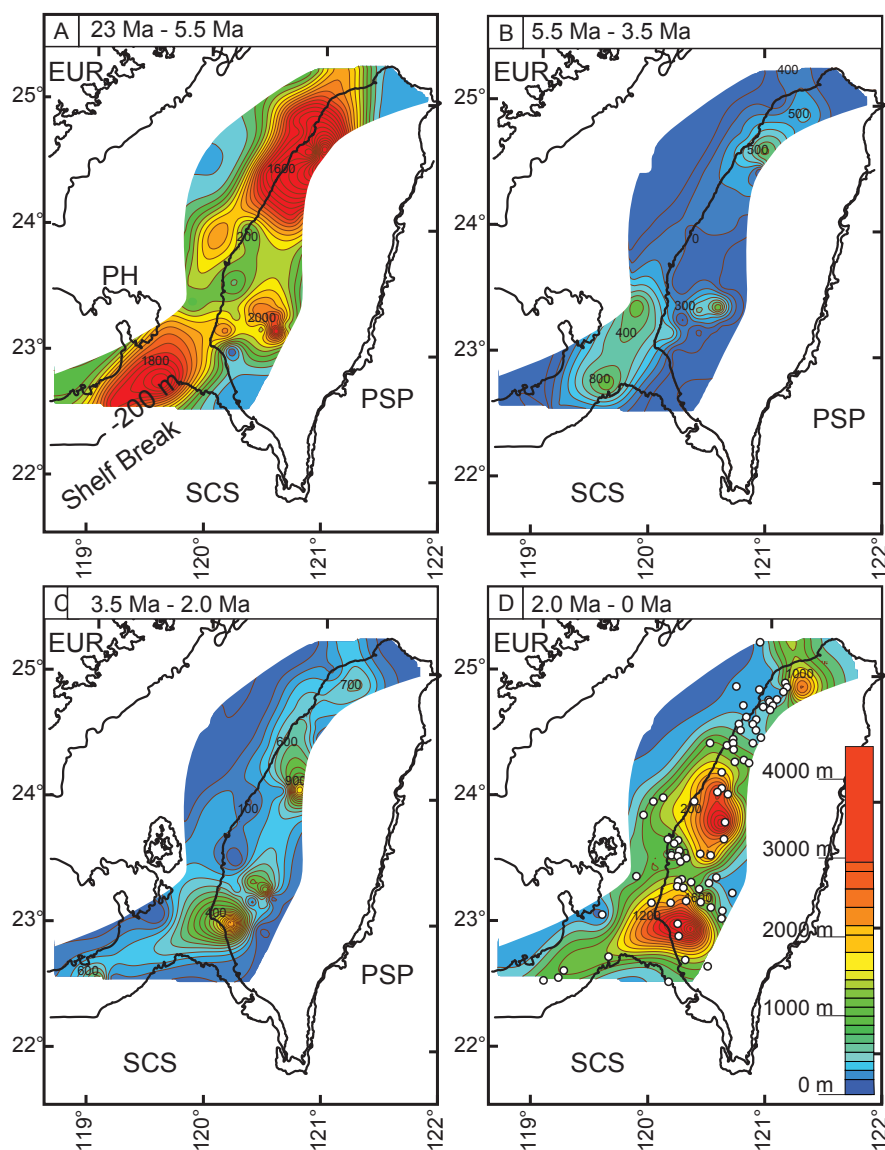 A 23 Ma - 5.5 Ma
EUR
1600
200
PH
2000
1800
-200 m
Shelf Break
PSP
SCS
25°
24°
23°
22°
119°
120°
121°
122°
B 5.5 Ma - 3.5 Ma
EUR
400
500
500
0
300
400
800
PSP
SCS
25°
24°
23°
22°
119°
120°
121°
122°
C 3.5 Ma - 2.0 Ma
EUR
700
600
900
100
400
600
PSP
SCS
25°
24°
23°
22°
119°
120°
121°
122°
D 2.0 Ma - 0 Ma
EUR
1000
200
1200
PSP
SCS
4000 m
3000 m
2000 m
1000 m
0 m
25°
24°
23°
22°
119°
120°
121°
122°